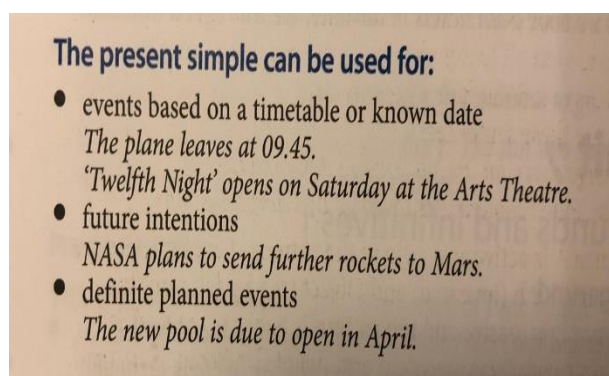 The present simple can be used for:
● events based on a timetable or known date
The plane leaves at 09.45.
‘Twelfth Night’ opens on Saturday at the Arts Theatre.
● future intentions
NASA plans to send further rockets to Mars.
● definite planned events
The new pool is due to open in April.